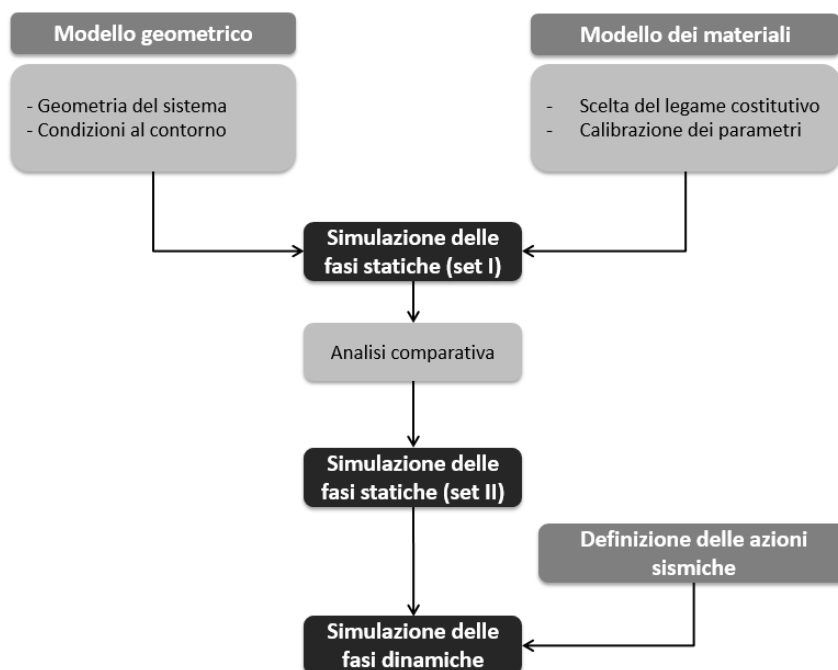 Modello geometrico
- Geometria del sistema
- Condizioni al contorno
Modello dei materiali
- Scelta del legame costitutivo
- Calibrazione dei parametri
Simulazione delle
fasi statiche (set I)
Analisi comparativa
Simulazione delle
fasi statiche (set II)
Definizione delle azioni
sismiche
Simulazione delle
fasi dinamiche